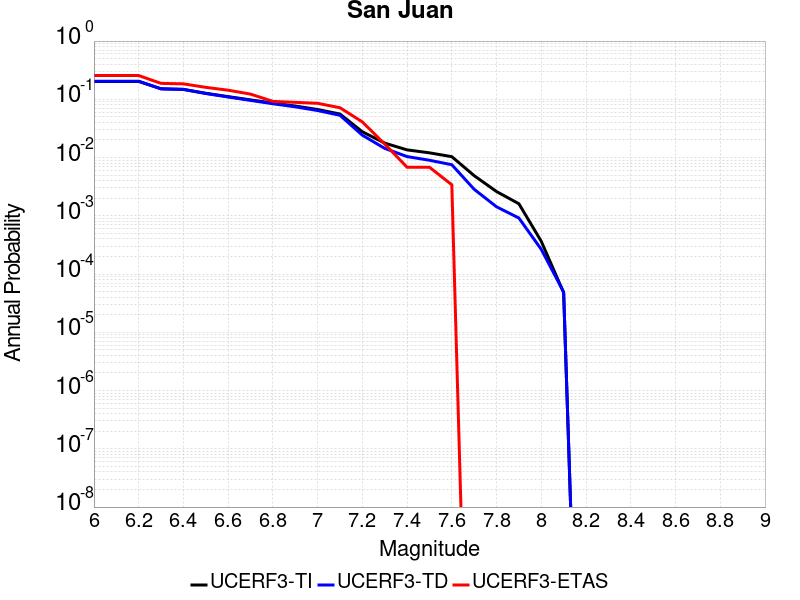 San Juan
10^0
10^-1
10^-2
10^-3
10^-4
10^-5
10^-6
10^-7
10^-8
Annual Probability
6 6.2 6.4 6.6 6.8 7 7.2 7.4 7.6 7.8 8 8.2 8.4 8.6 8.8 9
Magnitude
UCERF3-TI UCERF3-TD UCERF3-ETAS